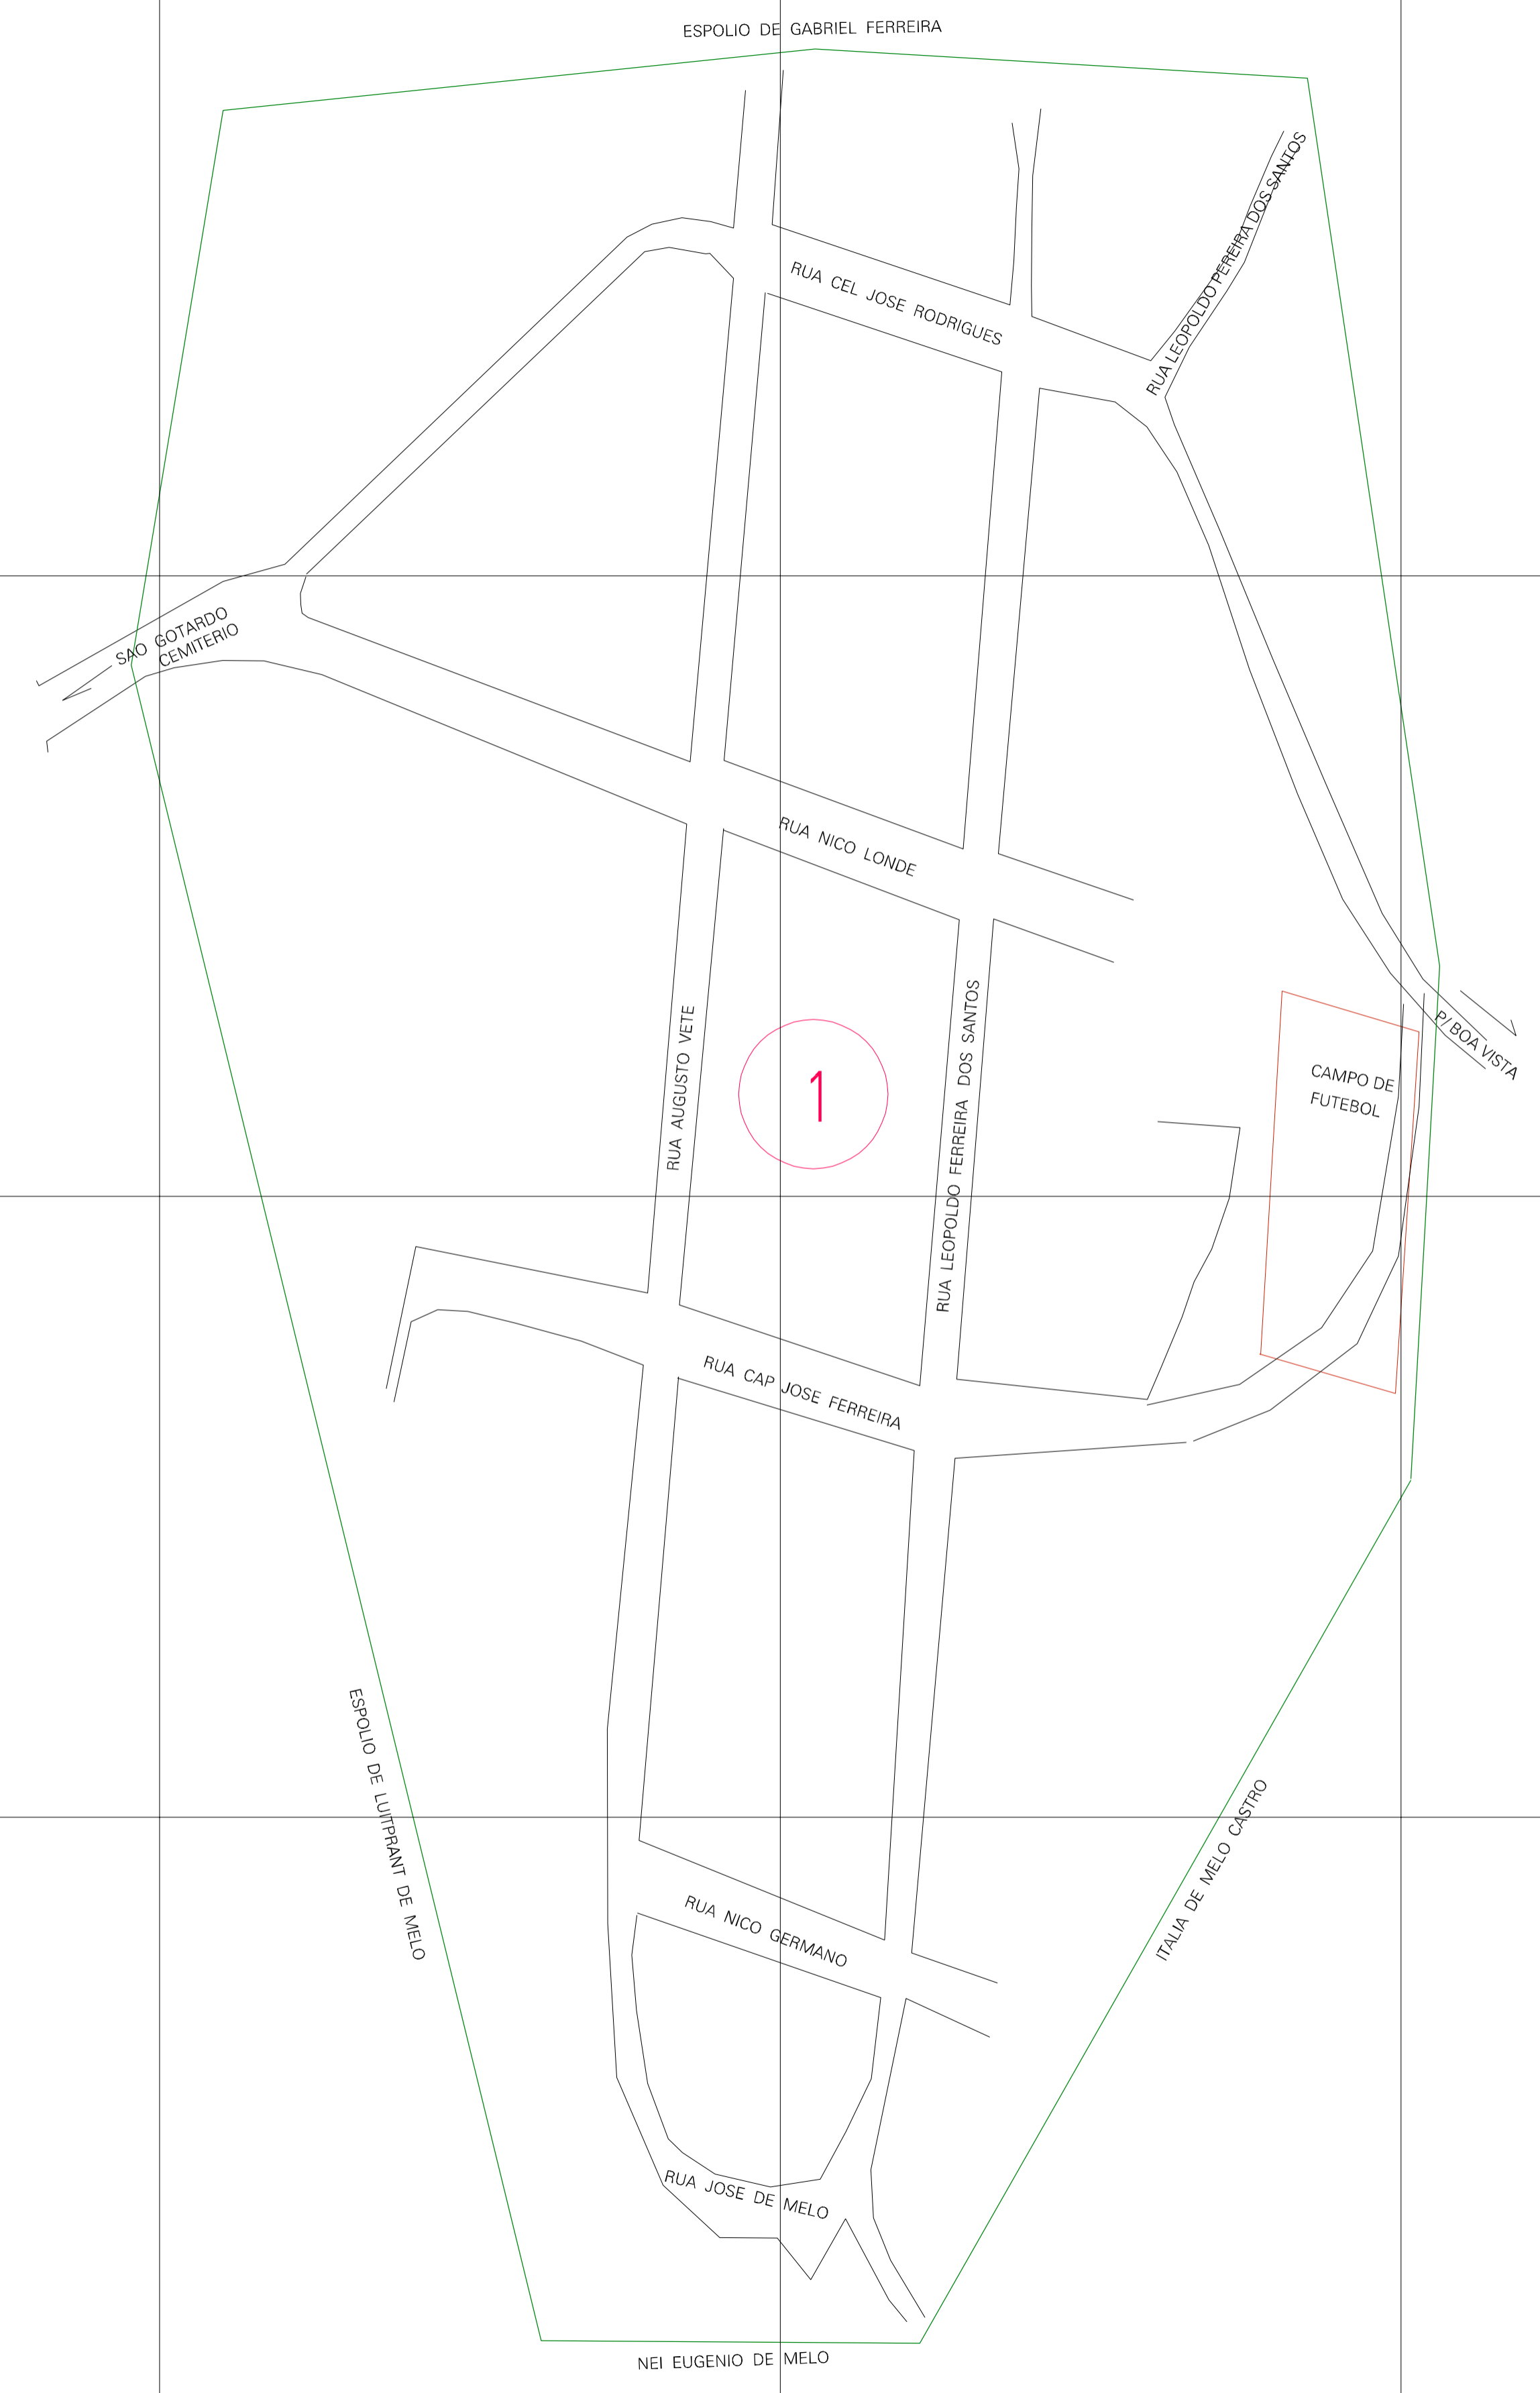 ESPOLIO DE GABRIEL FERREIRA
RUA LEOPOLDO PEREIRA DOS SANTOS
RUA CEL JOSE RODRIGUES
SAO GOTARDO
CEMITERIO
RUA NICO LONDE
RUA AUGUSTO VETE
1
RUA LEOPOLDO FERREIRA DOS SANTOS
P/ BOA VISTA
CAMPO DE
FUTEBOL
RUA CAP JOSE FERREIRA
ESPOLIO DE LUITPRANT DE MELO
ITALIA DE MELO CASTRO
RUA NICO GERMANO
RUA JOSE DE MELO
NEI EUGENIO DE MELO